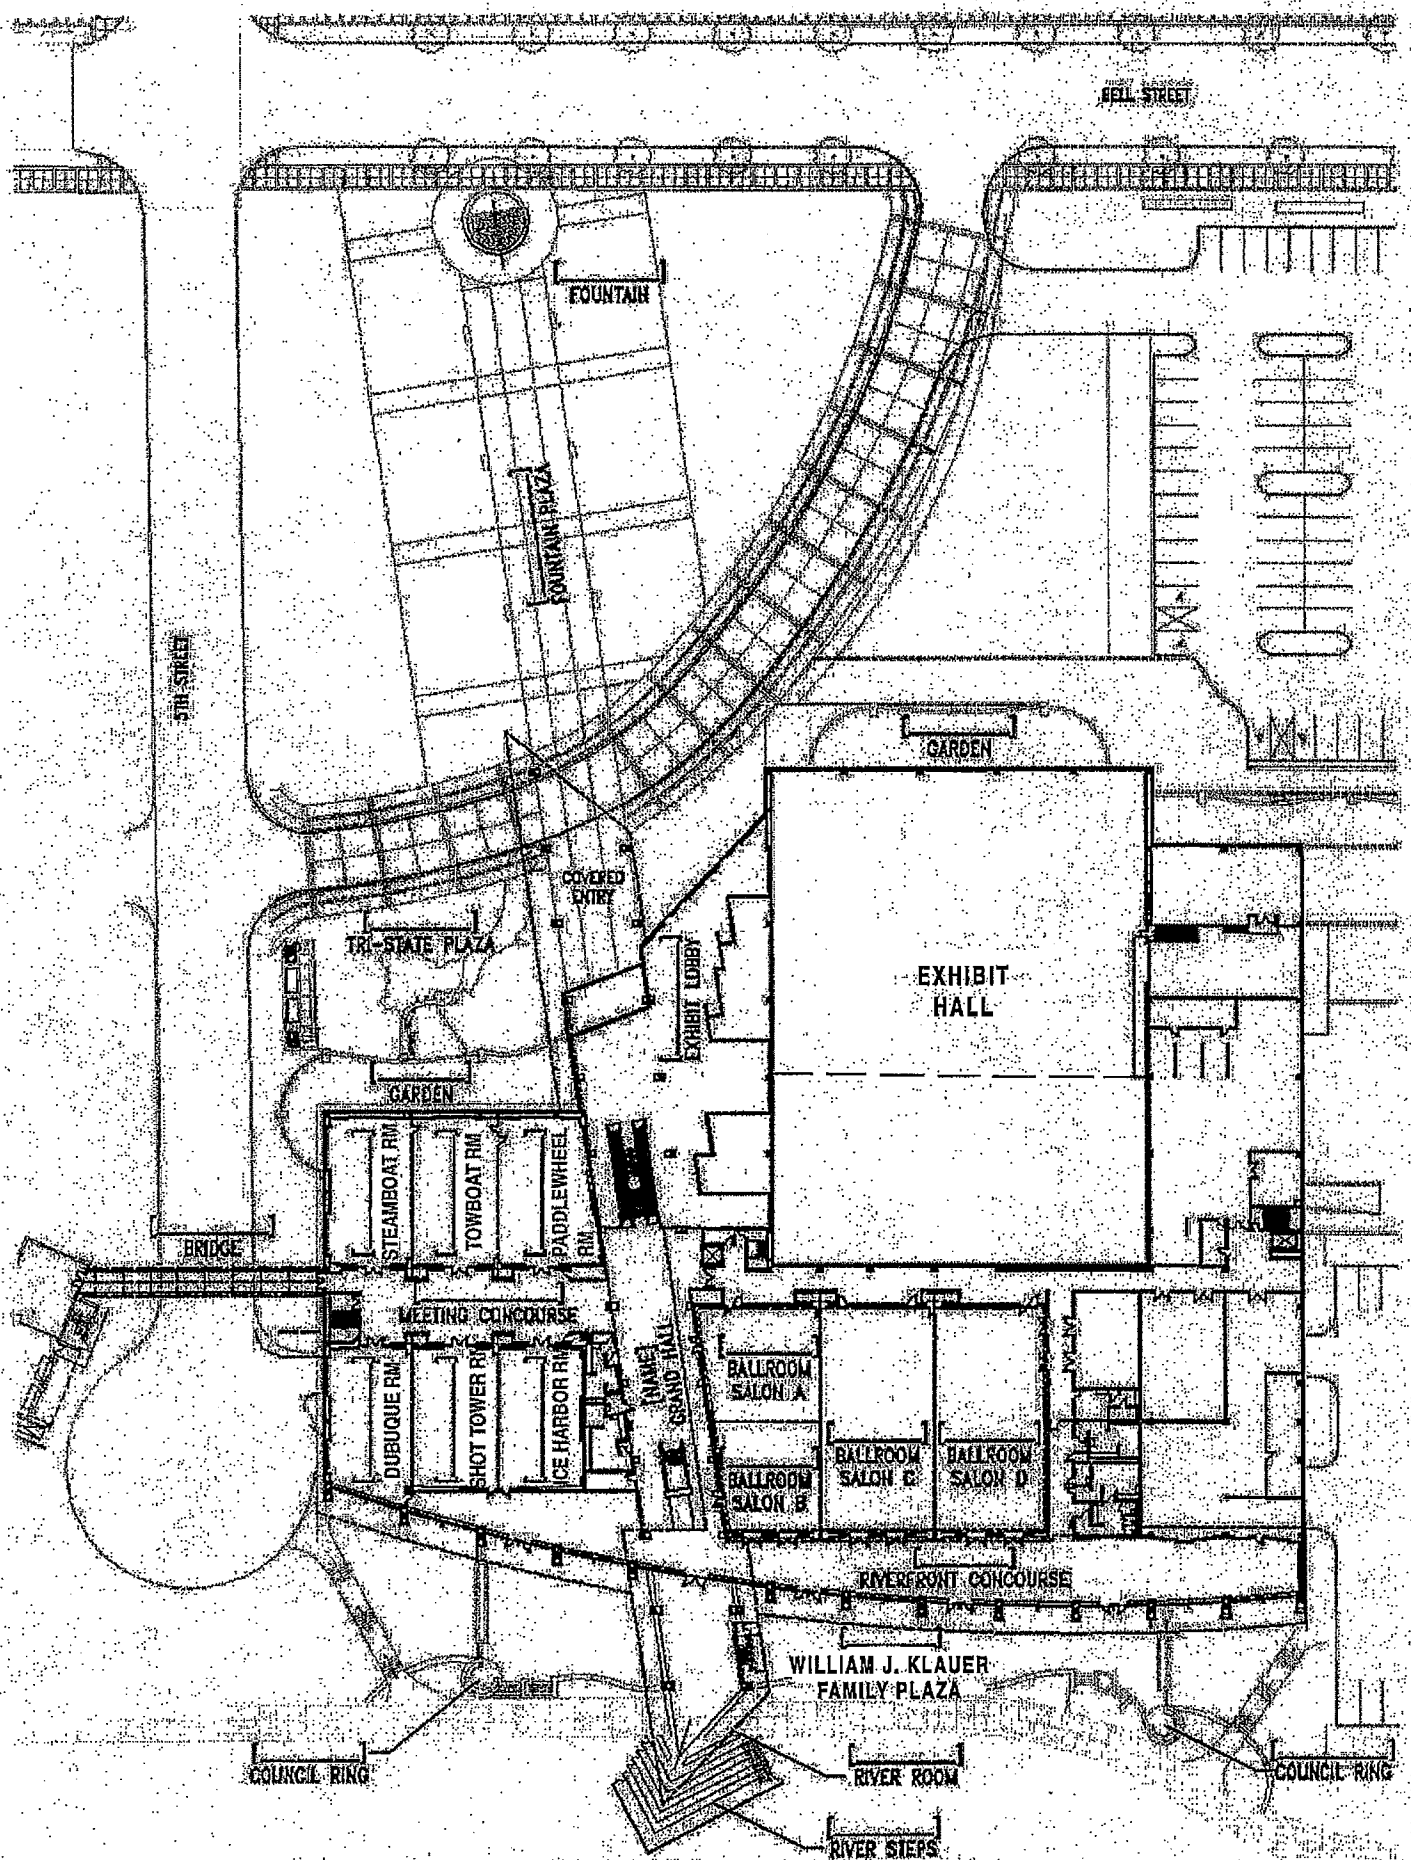 BELL STREET
FOUNTAIN
FOUNTAIN PLAZA
5TH STREET
GARDEN
COVERED
ENTRY
TRI-STATE PLAZA
EXHIBIT LOBBY
EXHIBIT
HALL
GARDEN
STEAMBOAT RM
TOWBOAT RM
PADDLEWHEEL
RM
BRIDGE
MEETING CONCOURSE
[NAME]
GRAND HALL
DUBUQUE RM
SHOT TOWER RM
ICE HARBOR RM
BALLROOM
SALON A
BALLROOM
SALON B
BALLROOM
SALON C
BALLROOM
SALON D
RIVERFRONT CONCOURSE
WILLIAM J. KLAUER
FAMILY PLAZA
COUNCIL RING
RIVER ROOM
COUNCIL RING
RIVER STEPS